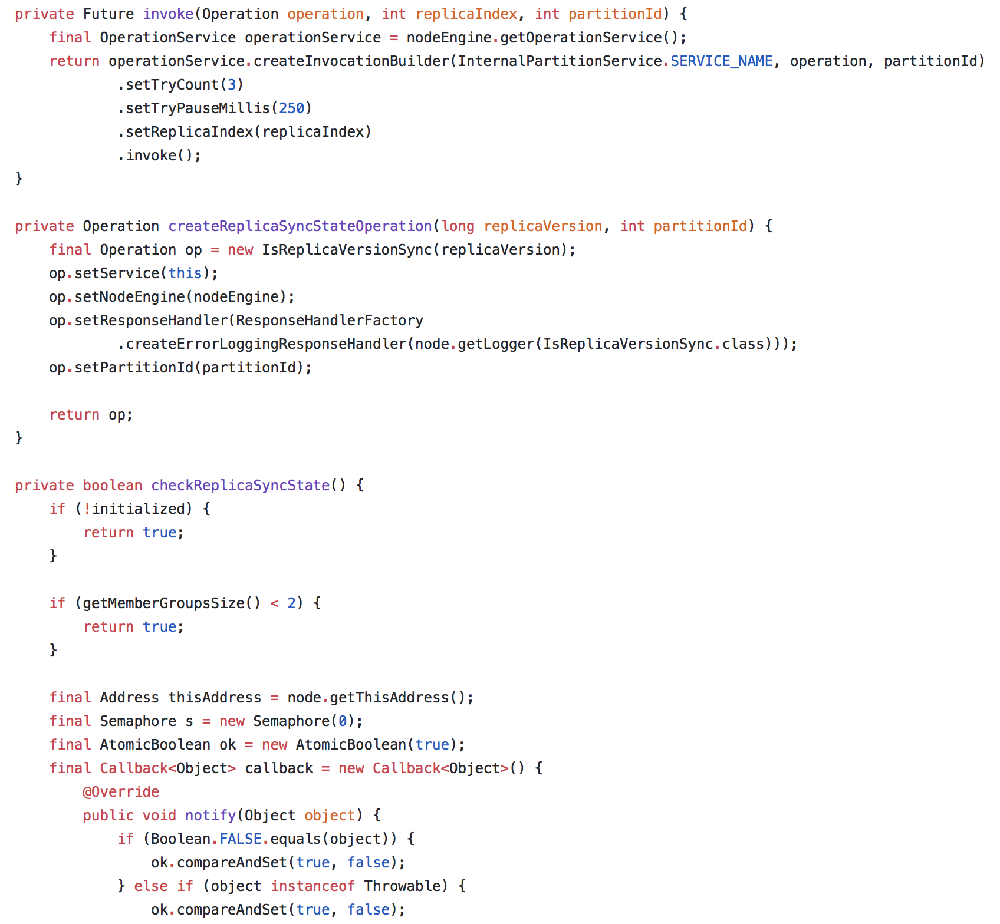 private Future invoke(Operation operation, int replicaIndex, int partitionId) {
    final OperationService operationService = nodeEngine.getOperationService();
    return operationService.createInvocationBuilder(InternalPartitionService.SERVICE_NAME, operation, partitionId)
            .setTryCount(3)
            .setTryPauseMillis(250)
            .setReplicaIndex(replicaIndex)
            .invoke();
}

private Operation createReplicaSyncStateOperation(long replicaVersion, int partitionId) {
    final Operation op = new IsReplicaVersionSync(replicaVersion);
    op.setService(this);
    op.setNodeEngine(nodeEngine);
    op.setResponseHandler(ResponseHandlerFactory
            .createErrorLoggingResponseHandler(node.getLogger(IsReplicaVersionSync.class)));
    op.setPartitionId(partitionId);

    return op;
}

private boolean checkReplicaSyncState() {
    if (!initialized) {
        return true;
    }

    if (getMemberGroupsSize() < 2) {
        return true;
    }

    final Address thisAddress = node.getThisAddress();
    final Semaphore s = new Semaphore(0);
    final AtomicBoolean ok = new AtomicBoolean(true);
    final Callback<Object> callback = new Callback<Object>() {
        @Override
        public void notify(Object object) {
            if (Boolean.FALSE.equals(object)) {
                ok.compareAndSet(true, false);
            } else if (object instanceof Throwable) {
                ok.compareAndSet(true, false);